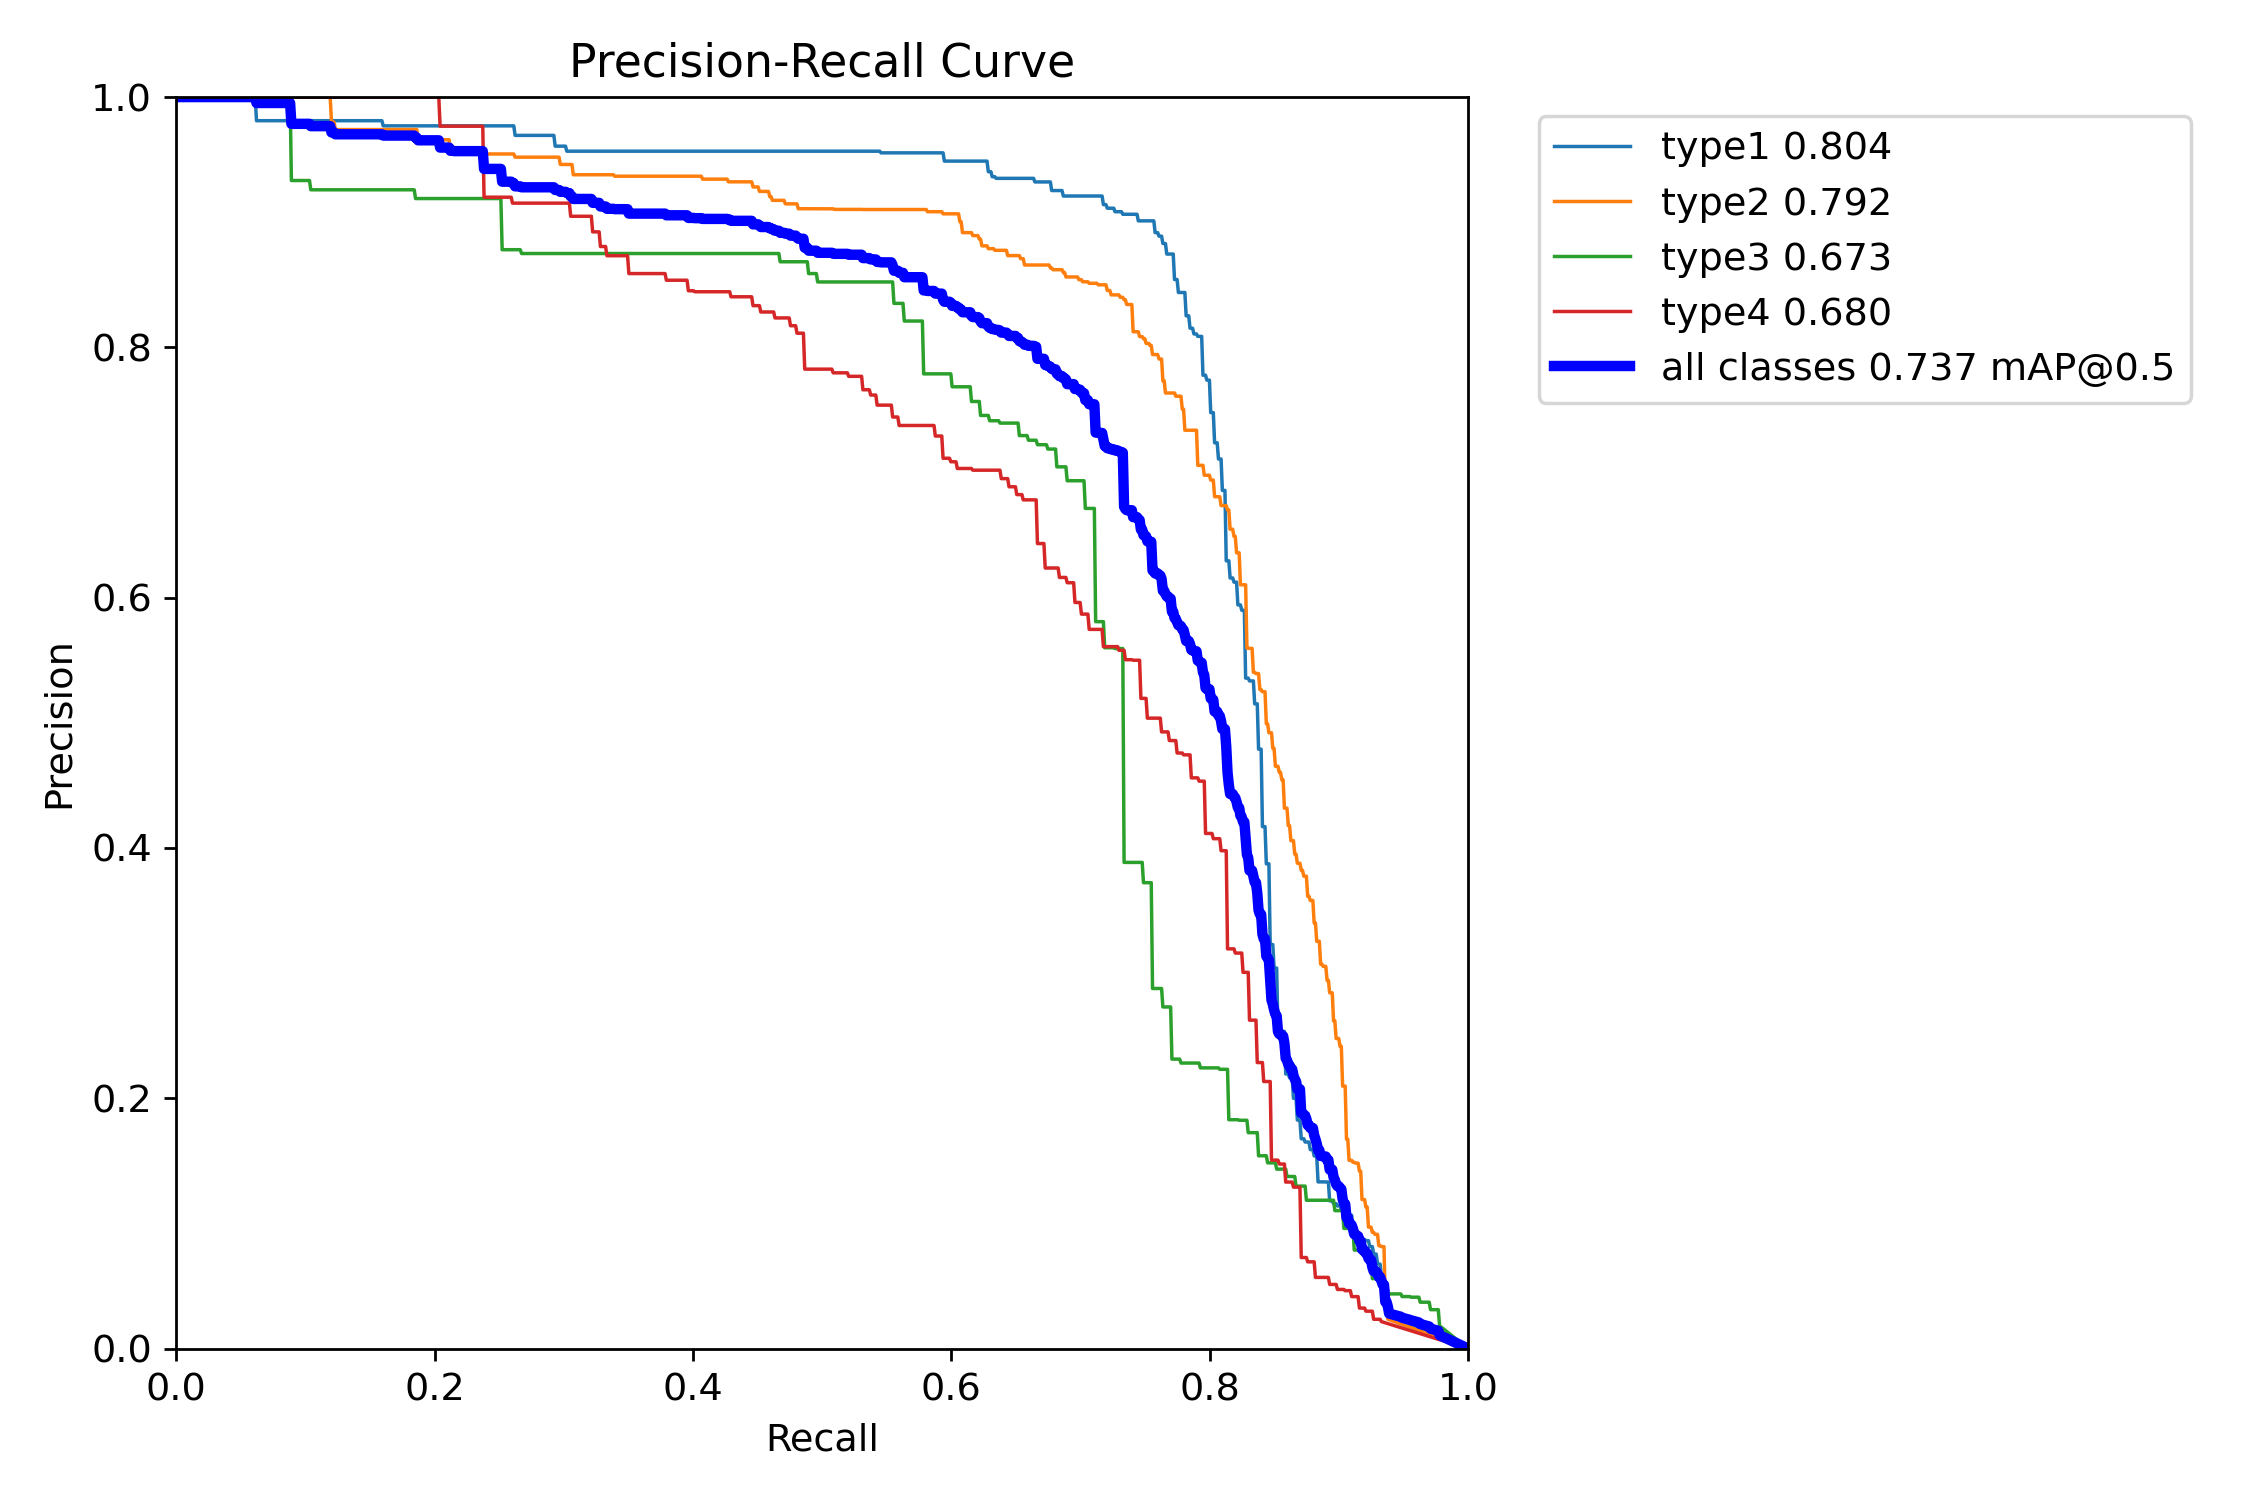 Precision-Recall Curve
1.0
0.8
0.6
0.4
0.2
0.0
Precision
0.0 0.2 0.4 0.6 0.8 1.0
Recall
type1 0.804
type2 0.792
type3 0.673
type4 0.680
all classes 0.737 mAP@0.5